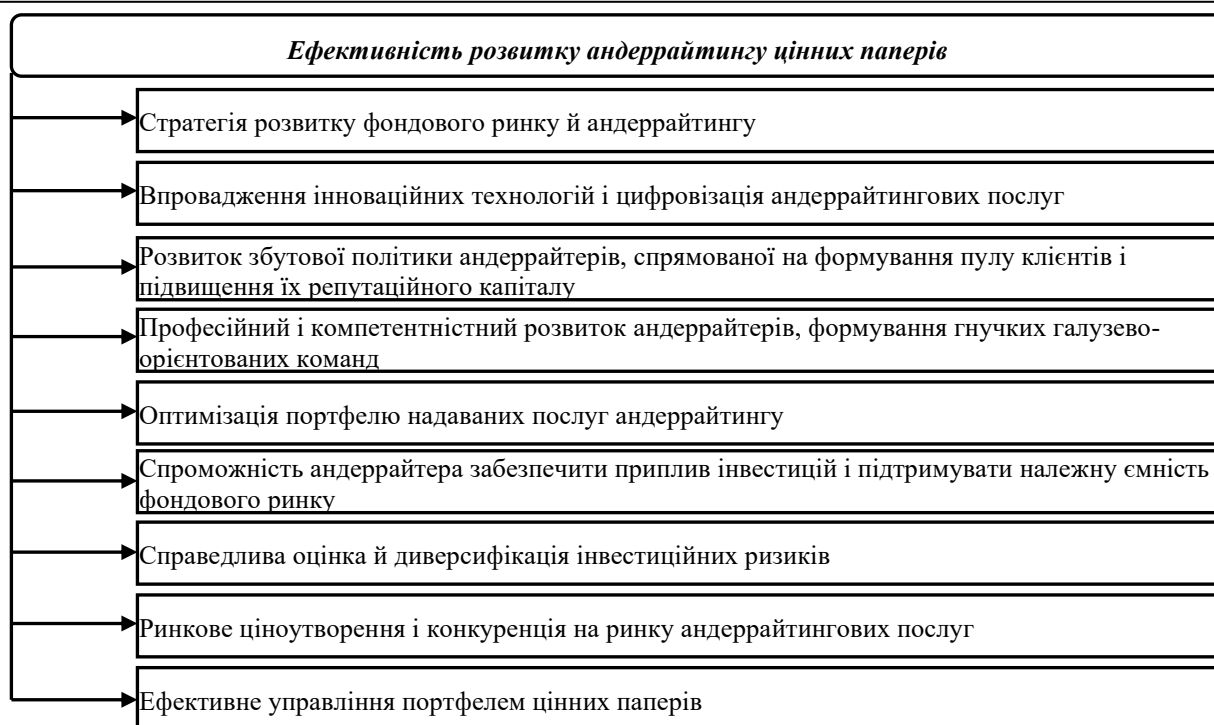 Ефективність розвитку андеррайтингу цінних паперів
Стратегія розвитку фондового ринку й андеррайтингу
Впровадження інноваційних технологій і цифровізація андеррайтингових послуг
Розвиток збутової політики андеррайтерів, спрямованої на формування пулу клієнтів і
підвищення їх репутаційного капіталу
Професійний і компетентністний розвиток андеррайтерів, формування гнучких галузево-
орієнтованих команд
Оптимізація портфелю надаваних послуг андеррайтингу
Спроможність андеррайтера забезпечити приплив інвестицій і підтримувати належну ємність
фондового ринку
Справедлива оцінка й диверсифікація інвестиційних ризиків
Ринкове ціноутворення і конкуренція на ринку андеррайтингових послуг
Ефективне управління портфелем цінних паперів